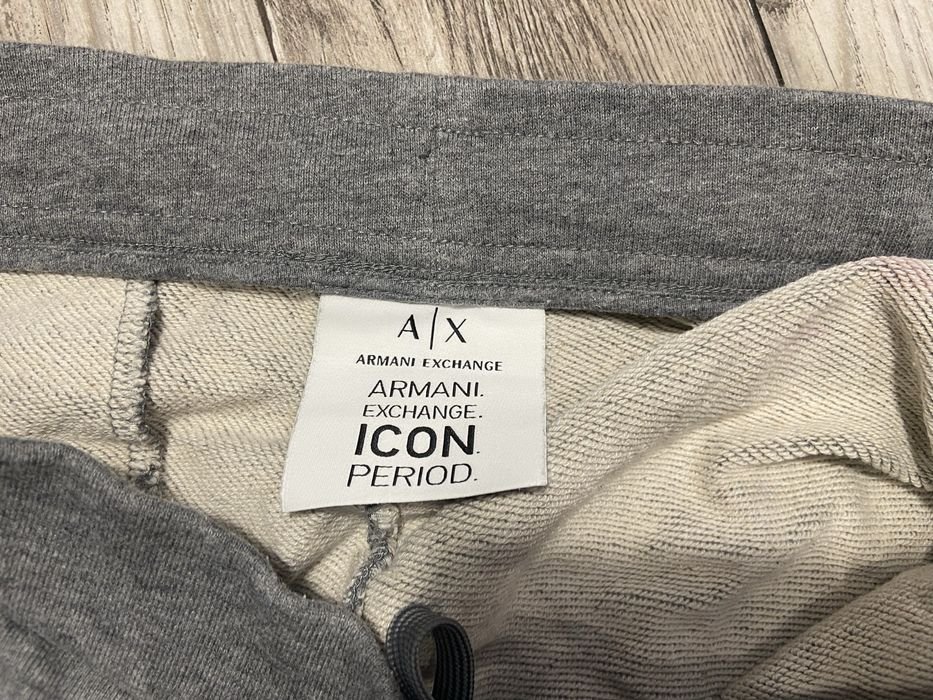 A|X
ARMANI EXCHANGE
ARMANI.
EXCHANGE.
ICON.
PERIOD.